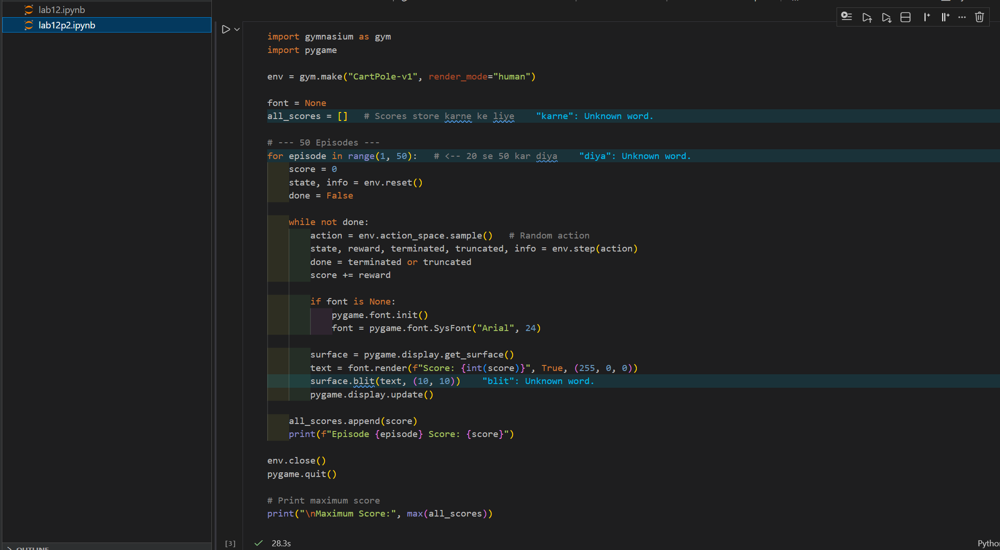 lab12.ipynb
lab12p2.ipynb
import gymnasium as gym
import pygame
env = gym.make("CartPole-v1", render_mode="human")
font = None
all_scores = []   # Scores store karne ke liye    "karne": Unknown word.
# --- 50 Episodes ---
for episode in range(1, 50):   # <-- 20 se 50 kar diya    "diya": Unknown word.
    score = 0
    state, info = env.reset()
    done = False
    while not done:
        action = env.action_space.sample()   # Random action
        state, reward, terminated, truncated, info = env.step(action)
        done = terminated or truncated
        score += reward
        if font is None:
            pygame.font.init()
            font = pygame.font.SysFont("Arial", 24)
        surface = pygame.display.get_surface()
        text = font.render(f"Score: {int(score)}", True, (255, 0, 0))
        surface.blit(text, (10, 10))    "blit": Unknown word.
        pygame.display.update()
    all_scores.append(score)
    print(f"Episode {episode} Score: {score}")
env.close()
pygame.quit()
# Print maximum score
print("\nMaximum Score:", max(all_scores))
[3] 28.3s
OUTLINE